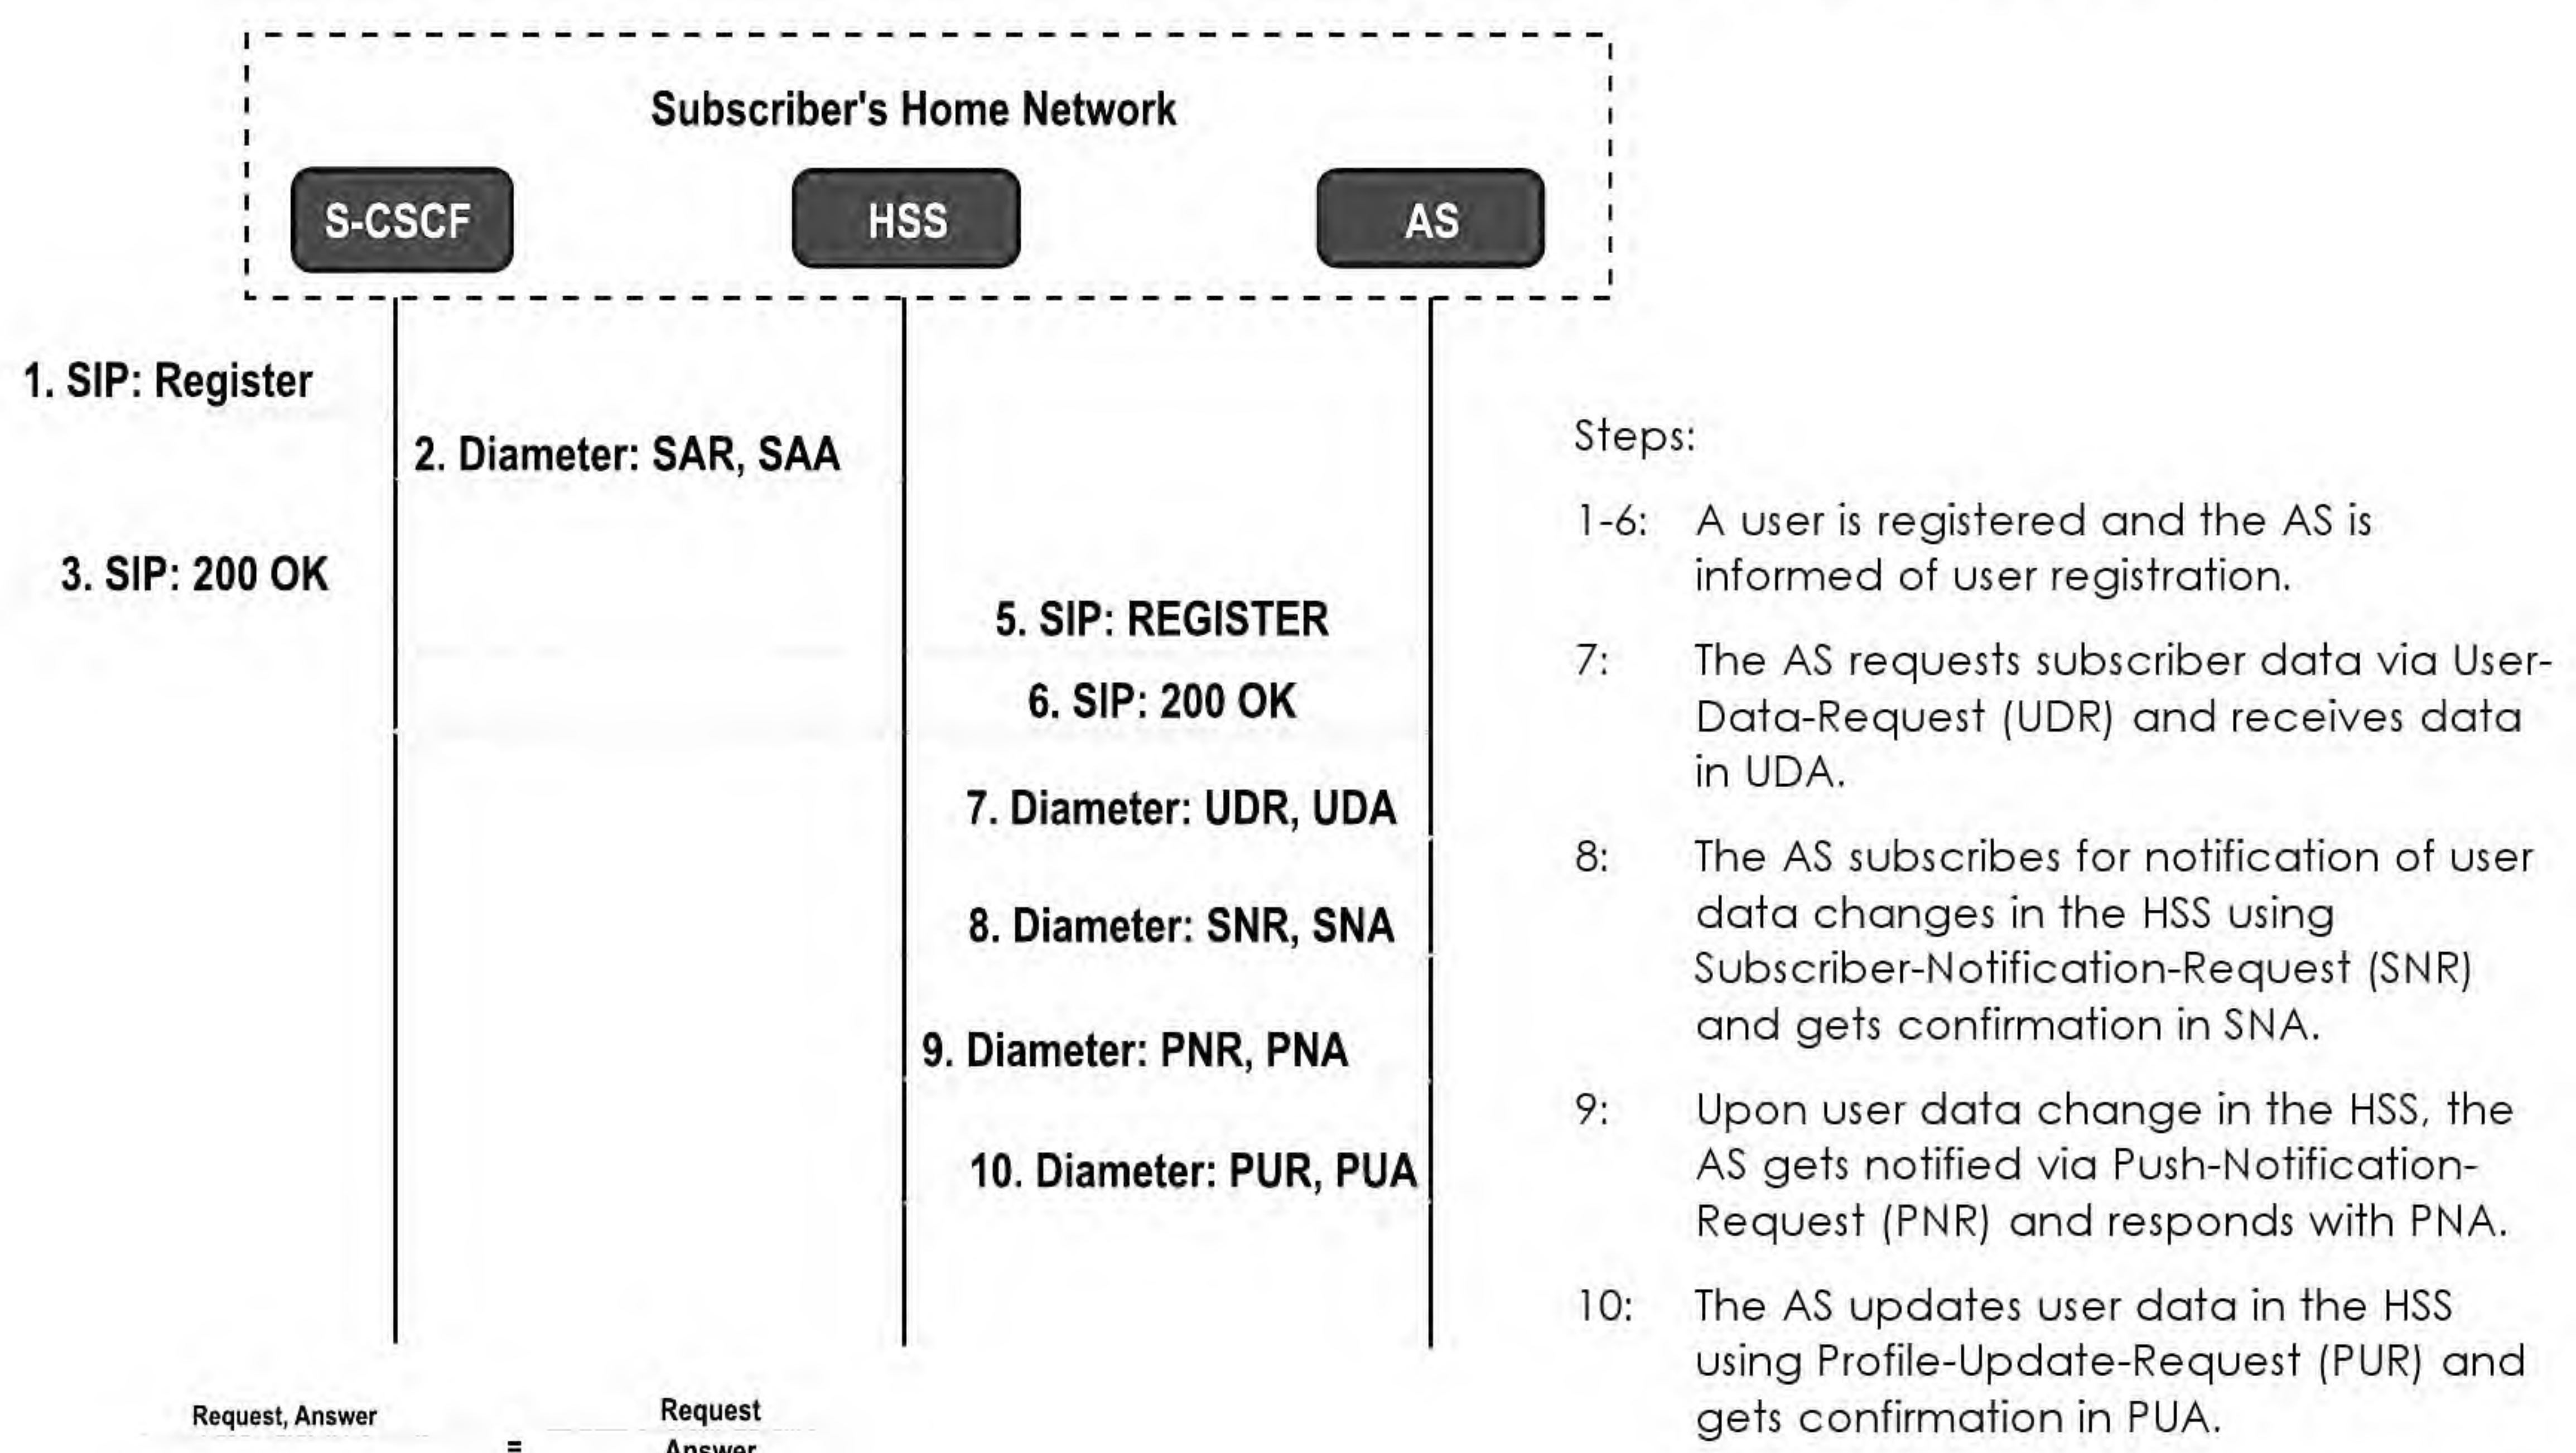 Subscriber's Home Network
S-CSCF
HSS
AS
1. SIP: Register
2. Diameter: SAR, SAA
3. SIP: 200 OK
5. SIP: REGISTER
6. SIP: 200 OK
7. Diameter: UDR, UDA
8. Diameter: SNR, SNA
9. Diameter: PNR, PNA
10. Diameter: PUR, PUA
Request, Answer
=
Request
Answer
Steps:
1-6: A user is registered and the AS is
informed of user registration.
7: The AS requests subscriber data via User-
Data-Request (UDR) and receives data
in UDA.
8: The AS subscribes for notification of user
data changes in the HSS using
Subscriber-Notification-Request (SNR)
and gets confirmation in SNA.
9: Upon user data change in the HSS, the
AS gets notified via Push-Notification-
Request (PNR) and responds with PNA.
10: The AS updates user data in the HSS
using Profile-Update-Request (PUR) and
gets confirmation in PUA.